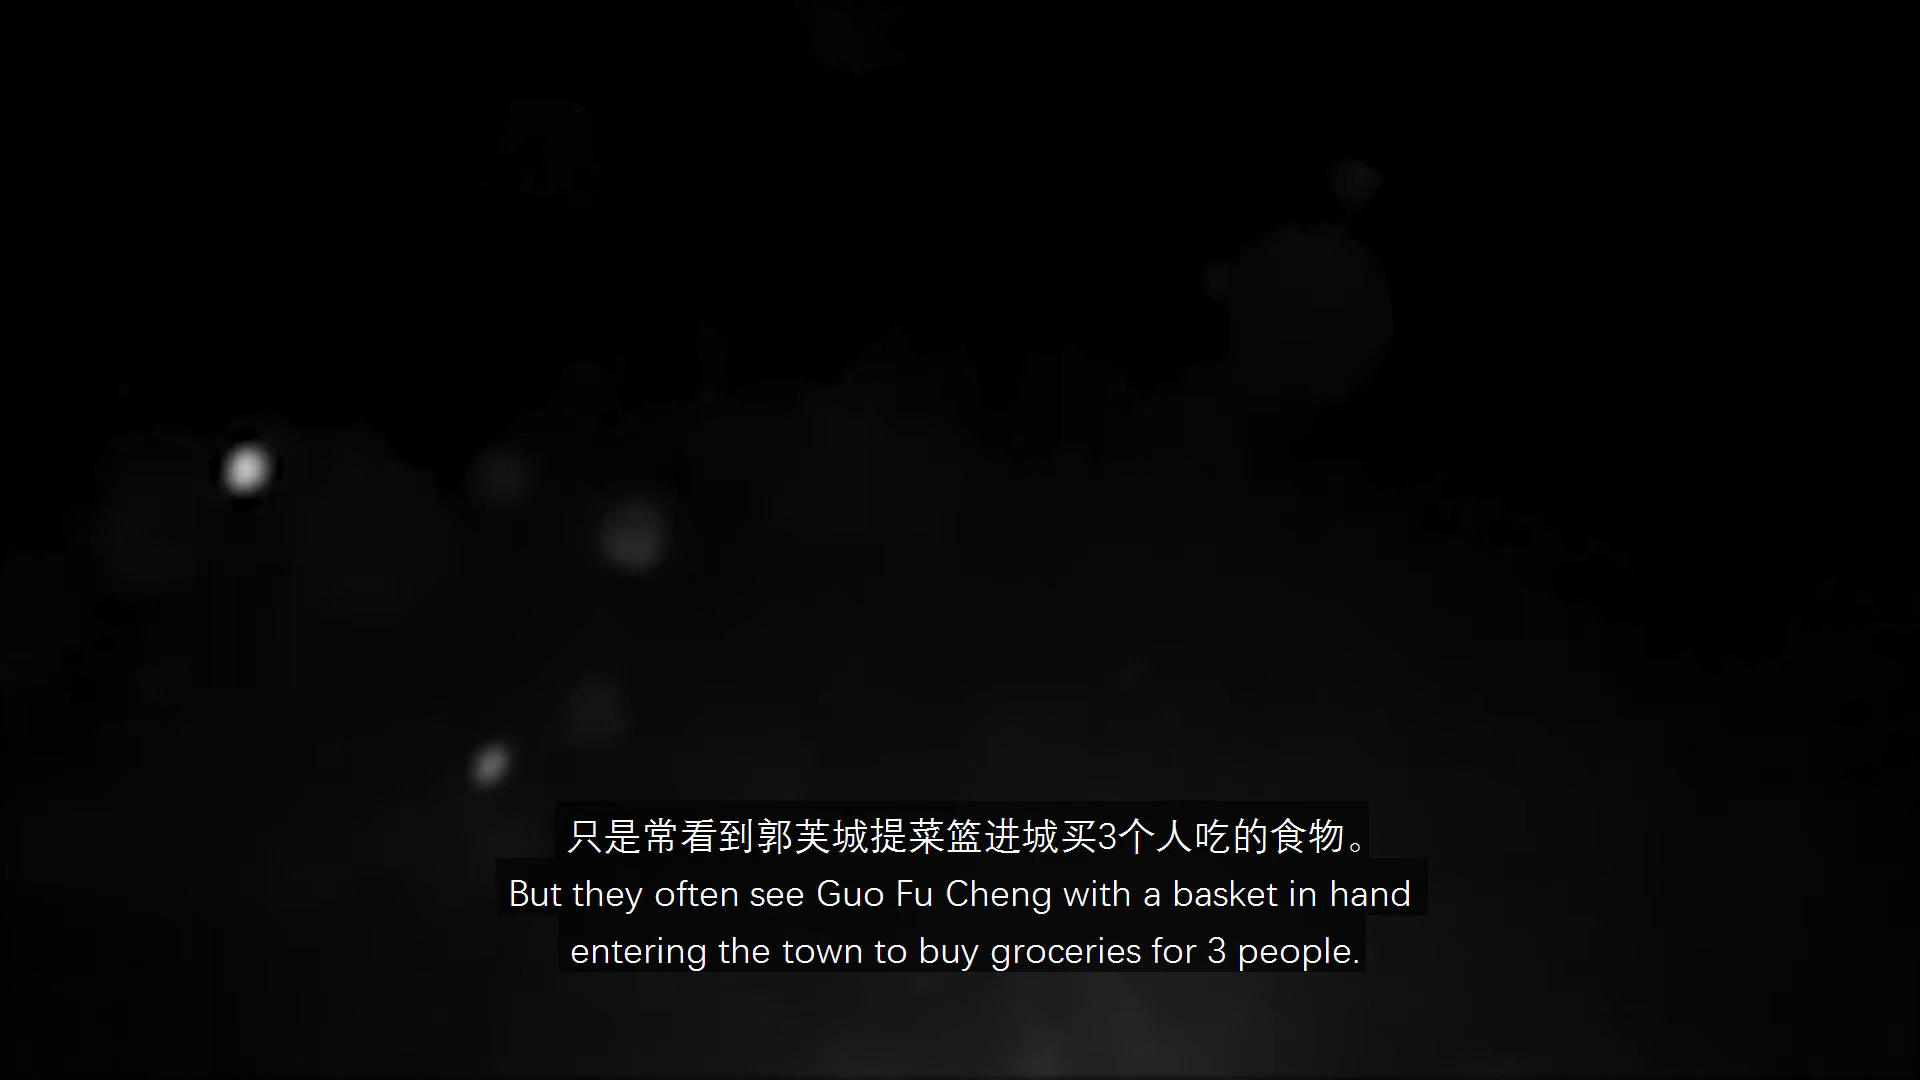 只是常看到郭芙城提菜篮进城买3个人吃的食物。
But they often see Guo Fu Cheng with a basket in hand
entering the town to buy groceries for 3 people.